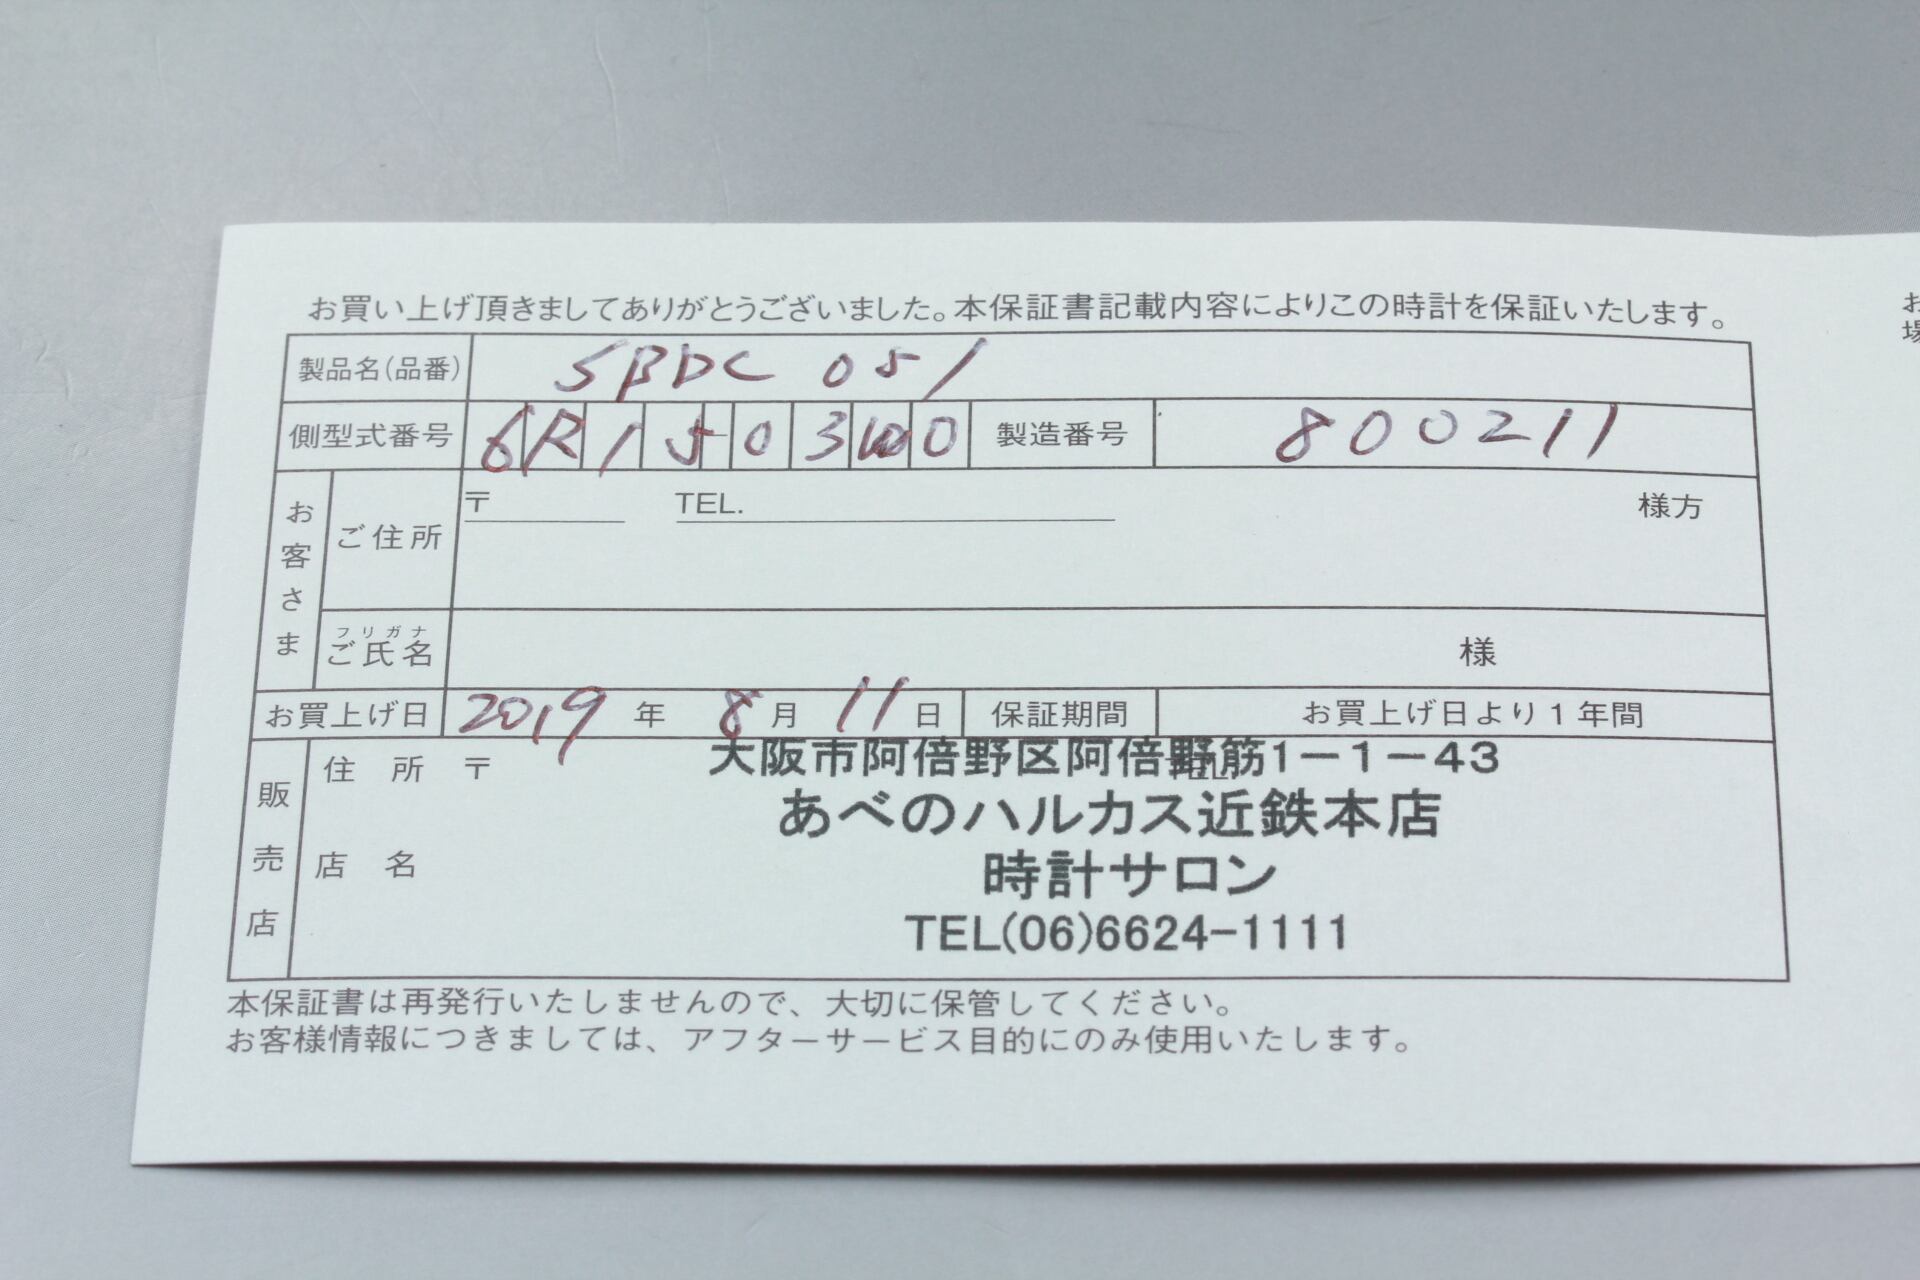 お買い上げ頂きましてありがとうございました。本保証書記載内容によりこの時計を保証いたします。
製品名(品番) SBDC 051
側型式番号 6R15 03 0 製造番号 800211
お客さま
ご住所 〒 TEL. 様方
フリガナ
ご氏名 様
お買上げ日 2019 年 8 月 11 日 保証期間 お買上げ日より1年間
販売店
住所 〒 TEL.
大阪市阿倍野区阿倍野筋1-1-43
あべのハルカス近鉄本店
店名
時計サロン
TEL(06)6624-1111
本保証書は再発行いたしませんので、大切に保管してください。
お客様情報につきましては、アフターサービス目的にのみ使用いたします。
お
場